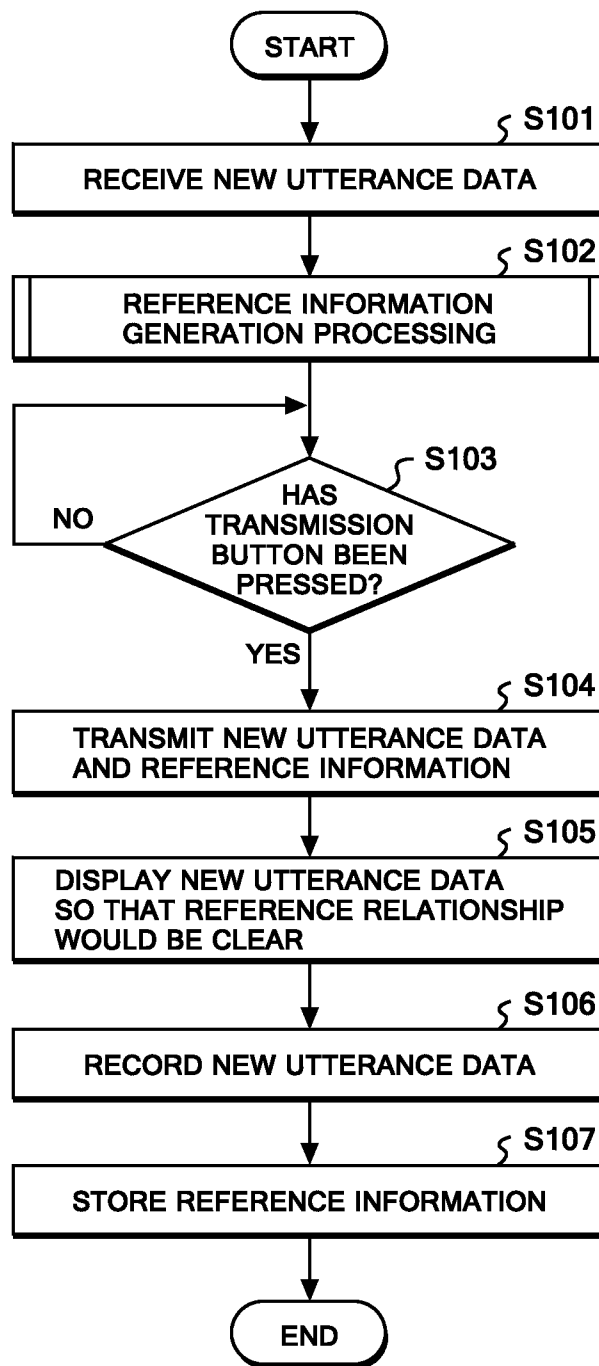 START
S101
RECEIVE NEW UTTERANCE DATA
S102
REFERENCE INFORMATION
GENERATION PROCESSING
S103
HAS
TRANSMISSION
BUTTON BEEN
PRESSED?
NO
YES
S104
TRANSMIT NEW UTTERANCE DATA
AND REFERENCE INFORMATION
S105
DISPLAY NEW UTTERANCE DATA
SO THAT REFERENCE RELATIONSHIP
WOULD BE CLEAR
S106
RECORD NEW UTTERANCE DATA
S107
STORE REFERENCE INFORMATION
END